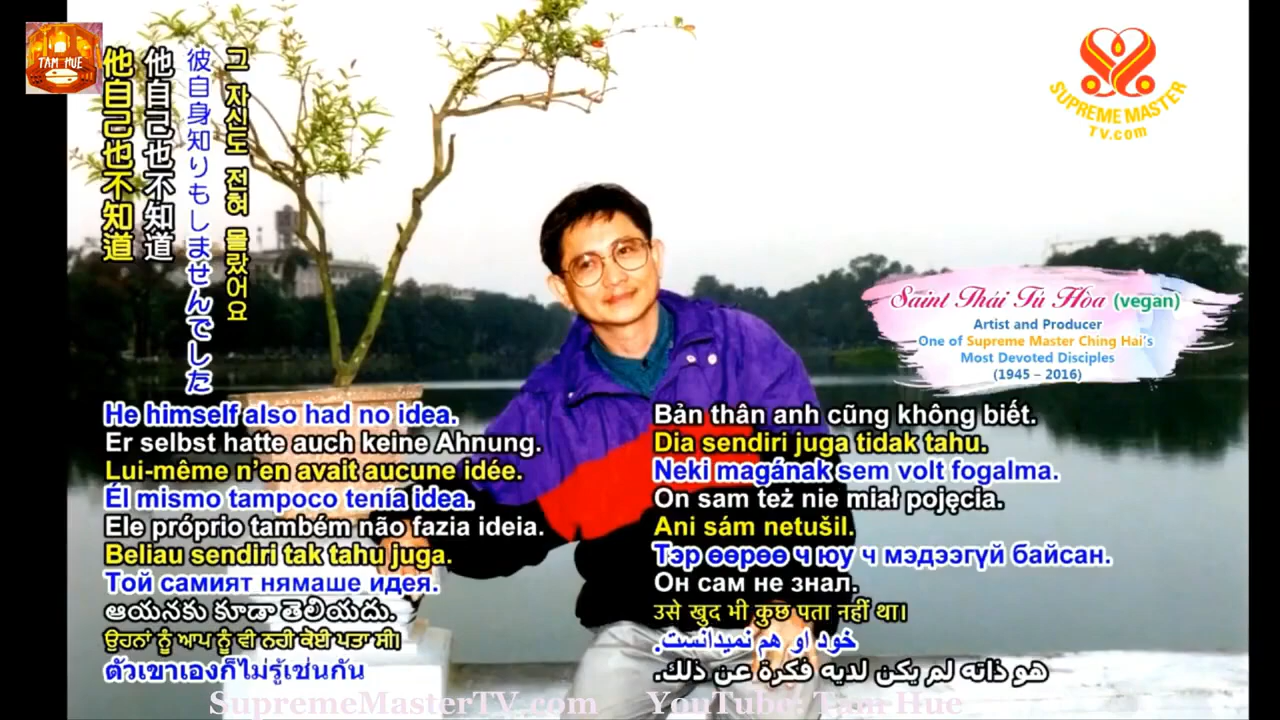 TAM HUE
他自己也不知道
他自己也不知道
彼自身知りもしませんでした
그 자신도 전혀 몰랐어요
SUPREME MASTER
TV.com
Saint Thái Tú Hòa (vegan)
Artist and Producer
One of Supreme Master Ching Hai's
Most Devoted Disciples
(1945 – 2016)
He himself also had no idea.
Er selbst hatte auch keine Ahnung.
Lui-même n'en avait aucune idée.
Él mismo tampoco tenía idea.
Ele próprio também não fazia ideia.
Beliau sendiri tak tahu juga.
Той самият нямаше идея.
ఆయనకు కూడా తెలియదు.
ਉਹਨਾਂ ਨੂੰ ਆਪ ਨੂੰ ਵੀ ਨਹੀ ਕੋਈ ਪਤਾ ਸੀ।
ตัวเขาเองก็ไม่รู้เช่นกัน
Bản thân anh cũng không biết.
Dia sendiri juga tidak tahu.
Neki magának sem volt fogalma.
On sam też nie miał pojęcia.
Ani sám netušil.
Тэр өөрөө ч юу ч мэдээгүй байсан.
Он сам не знал.
उसे खुद भी कुछ पता नहीं था।
خود او هم نمیدانست.
هو ذاته لم يكن لديه فكرة عن ذلك.
SupremeMasterTV.com YouTube: Tam Hue